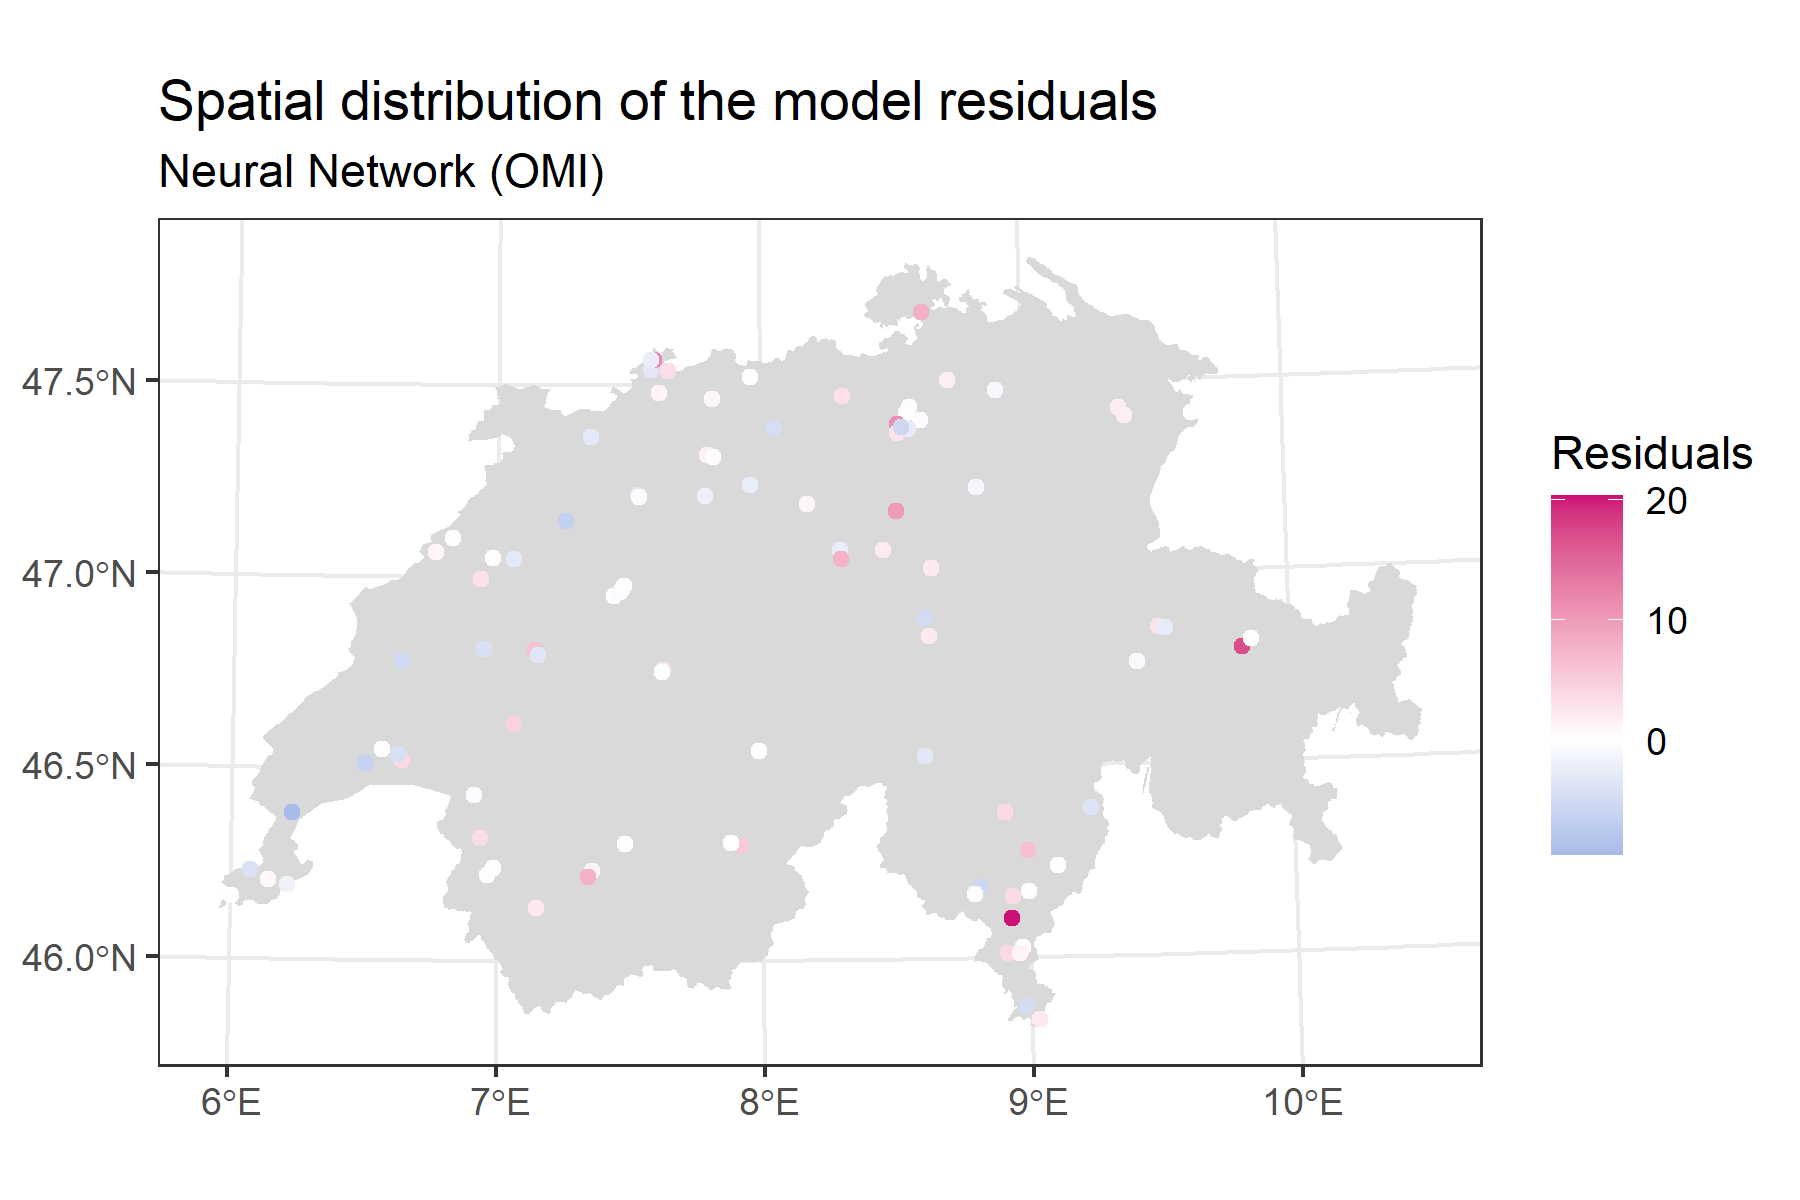 Spatial distribution of the model residuals
Neural Network (OMI)
47.5°N
47.0°N
46.5°N
46.0°N
6°E
7°E
8°E
9°E
10°E
Residuals
20
10
0